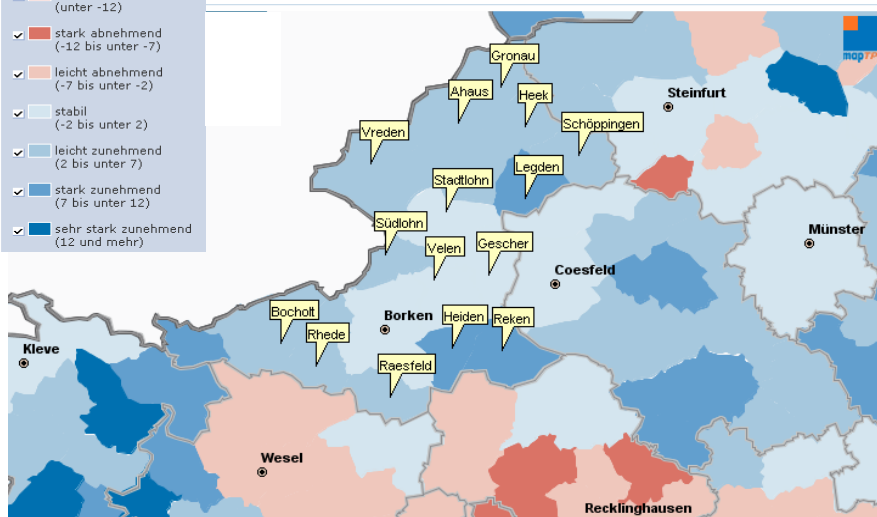 (unter -12)
stark abnehmend
(-12 bis unter -7)
leicht abnehmend
(-7 bis unter -2)
stabil
(-2 bis unter 2)
leicht zunehmend
(2 bis unter 7)
stark zunehmend
(7 bis unter 12)
sehr stark zunehmend
(12 und mehr)
Gronau
Ahaus
Heek
Steinfurt
Schöppingen
Vreden
Legden
Stadtlohn
Südlohn
Münster
Velen
Gescher
Coesfeld
Bocholt
Borken
Heiden
Reken
Rhede
Kleve
Raesfeld
Wesel
Recklinghausen